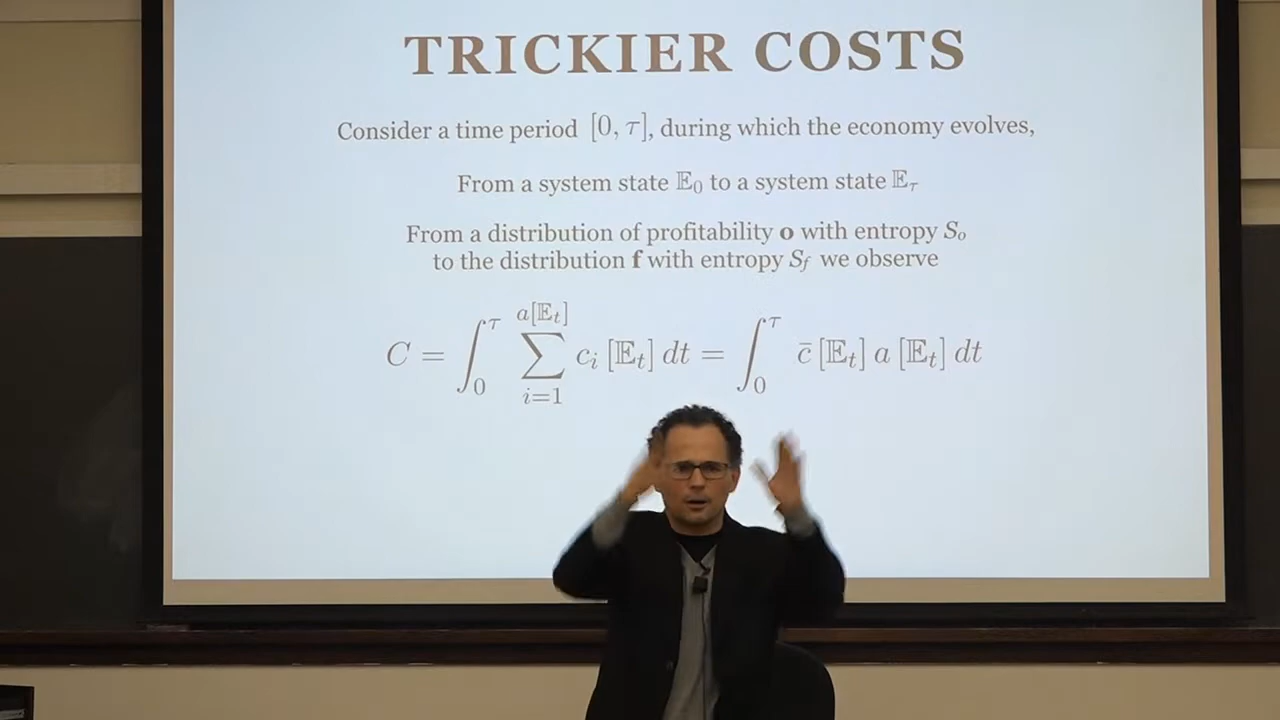 TRICKIER COSTS
Consider a time period [0, τ], during which the economy evolves,
From a system state 𝔼₀ to a system state 𝔼_τ
From a distribution of profitability o with entropy S_o
to the distribution f with entropy S_f we observe
C = ∫₀^τ ∑_{i=1}^{a[𝔼_t]} c_i [𝔼_t] dt = ∫₀^τ c̄ [𝔼_t] a [𝔼_t] dt